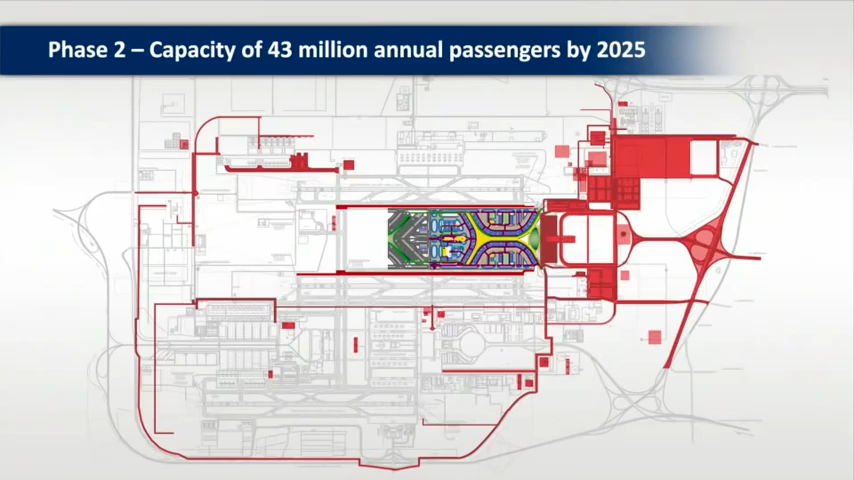 Phase 2 – Capacity of 43 million annual passengers by 2025